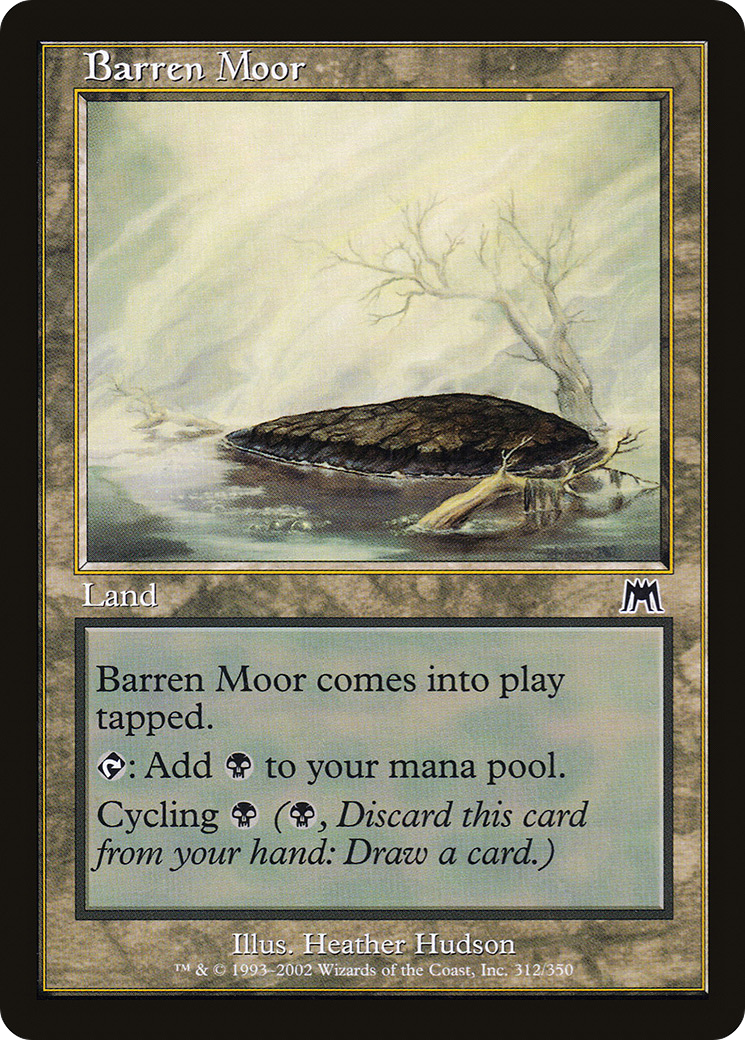 Barren Moor
Land
Barren Moor comes into play
tapped.
: Add to your mana pool.
Cycling ( , Discard this card
from your hand: Draw a card.)
Illus. Heather Hudson
™ & © 1993–2002 Wizards of the Coast, Inc. 312/350